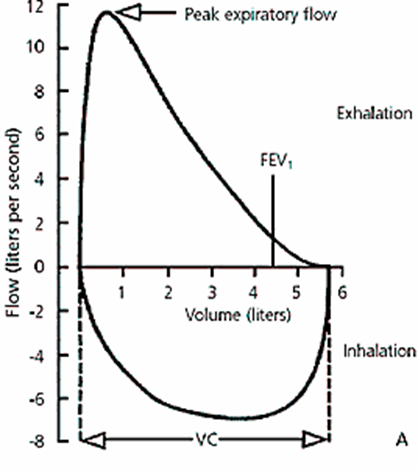 12
Peak expiratory flow
10
8
Exhalation
6
FEV1
4
2
0
1 2 3 4 5 6
Volume (liters)
Flow (liters per second)
-2
-4
Inhalation
-6
-8
VC
A